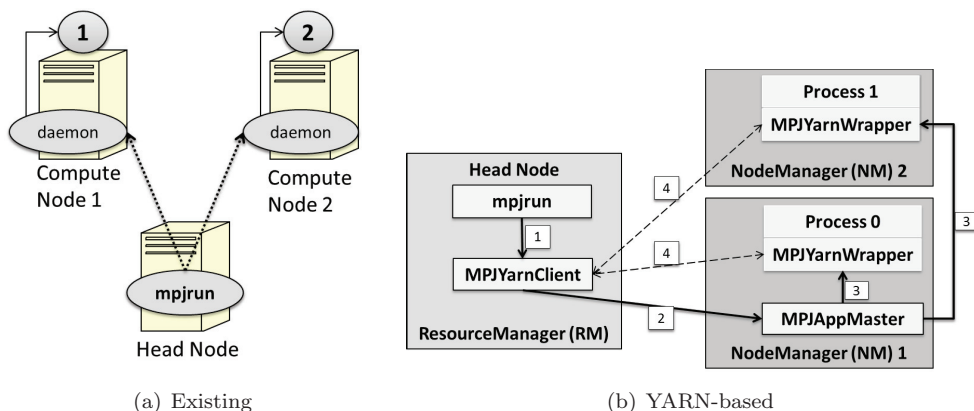 1
2
daemon
daemon
Compute
Node 1
Compute
Node 2
mpjrun
Head Node
(a) Existing
Head Node
mpjrun
1
MPJYarnClient
2
ResourceManager (RM)
4
4
Process 1
MPJYarnWrapper
NodeManager (NM) 2
3
Process 0
MPJYarnWrapper
3
MPJAppMaster
NodeManager (NM) 1
(b) YARN-based